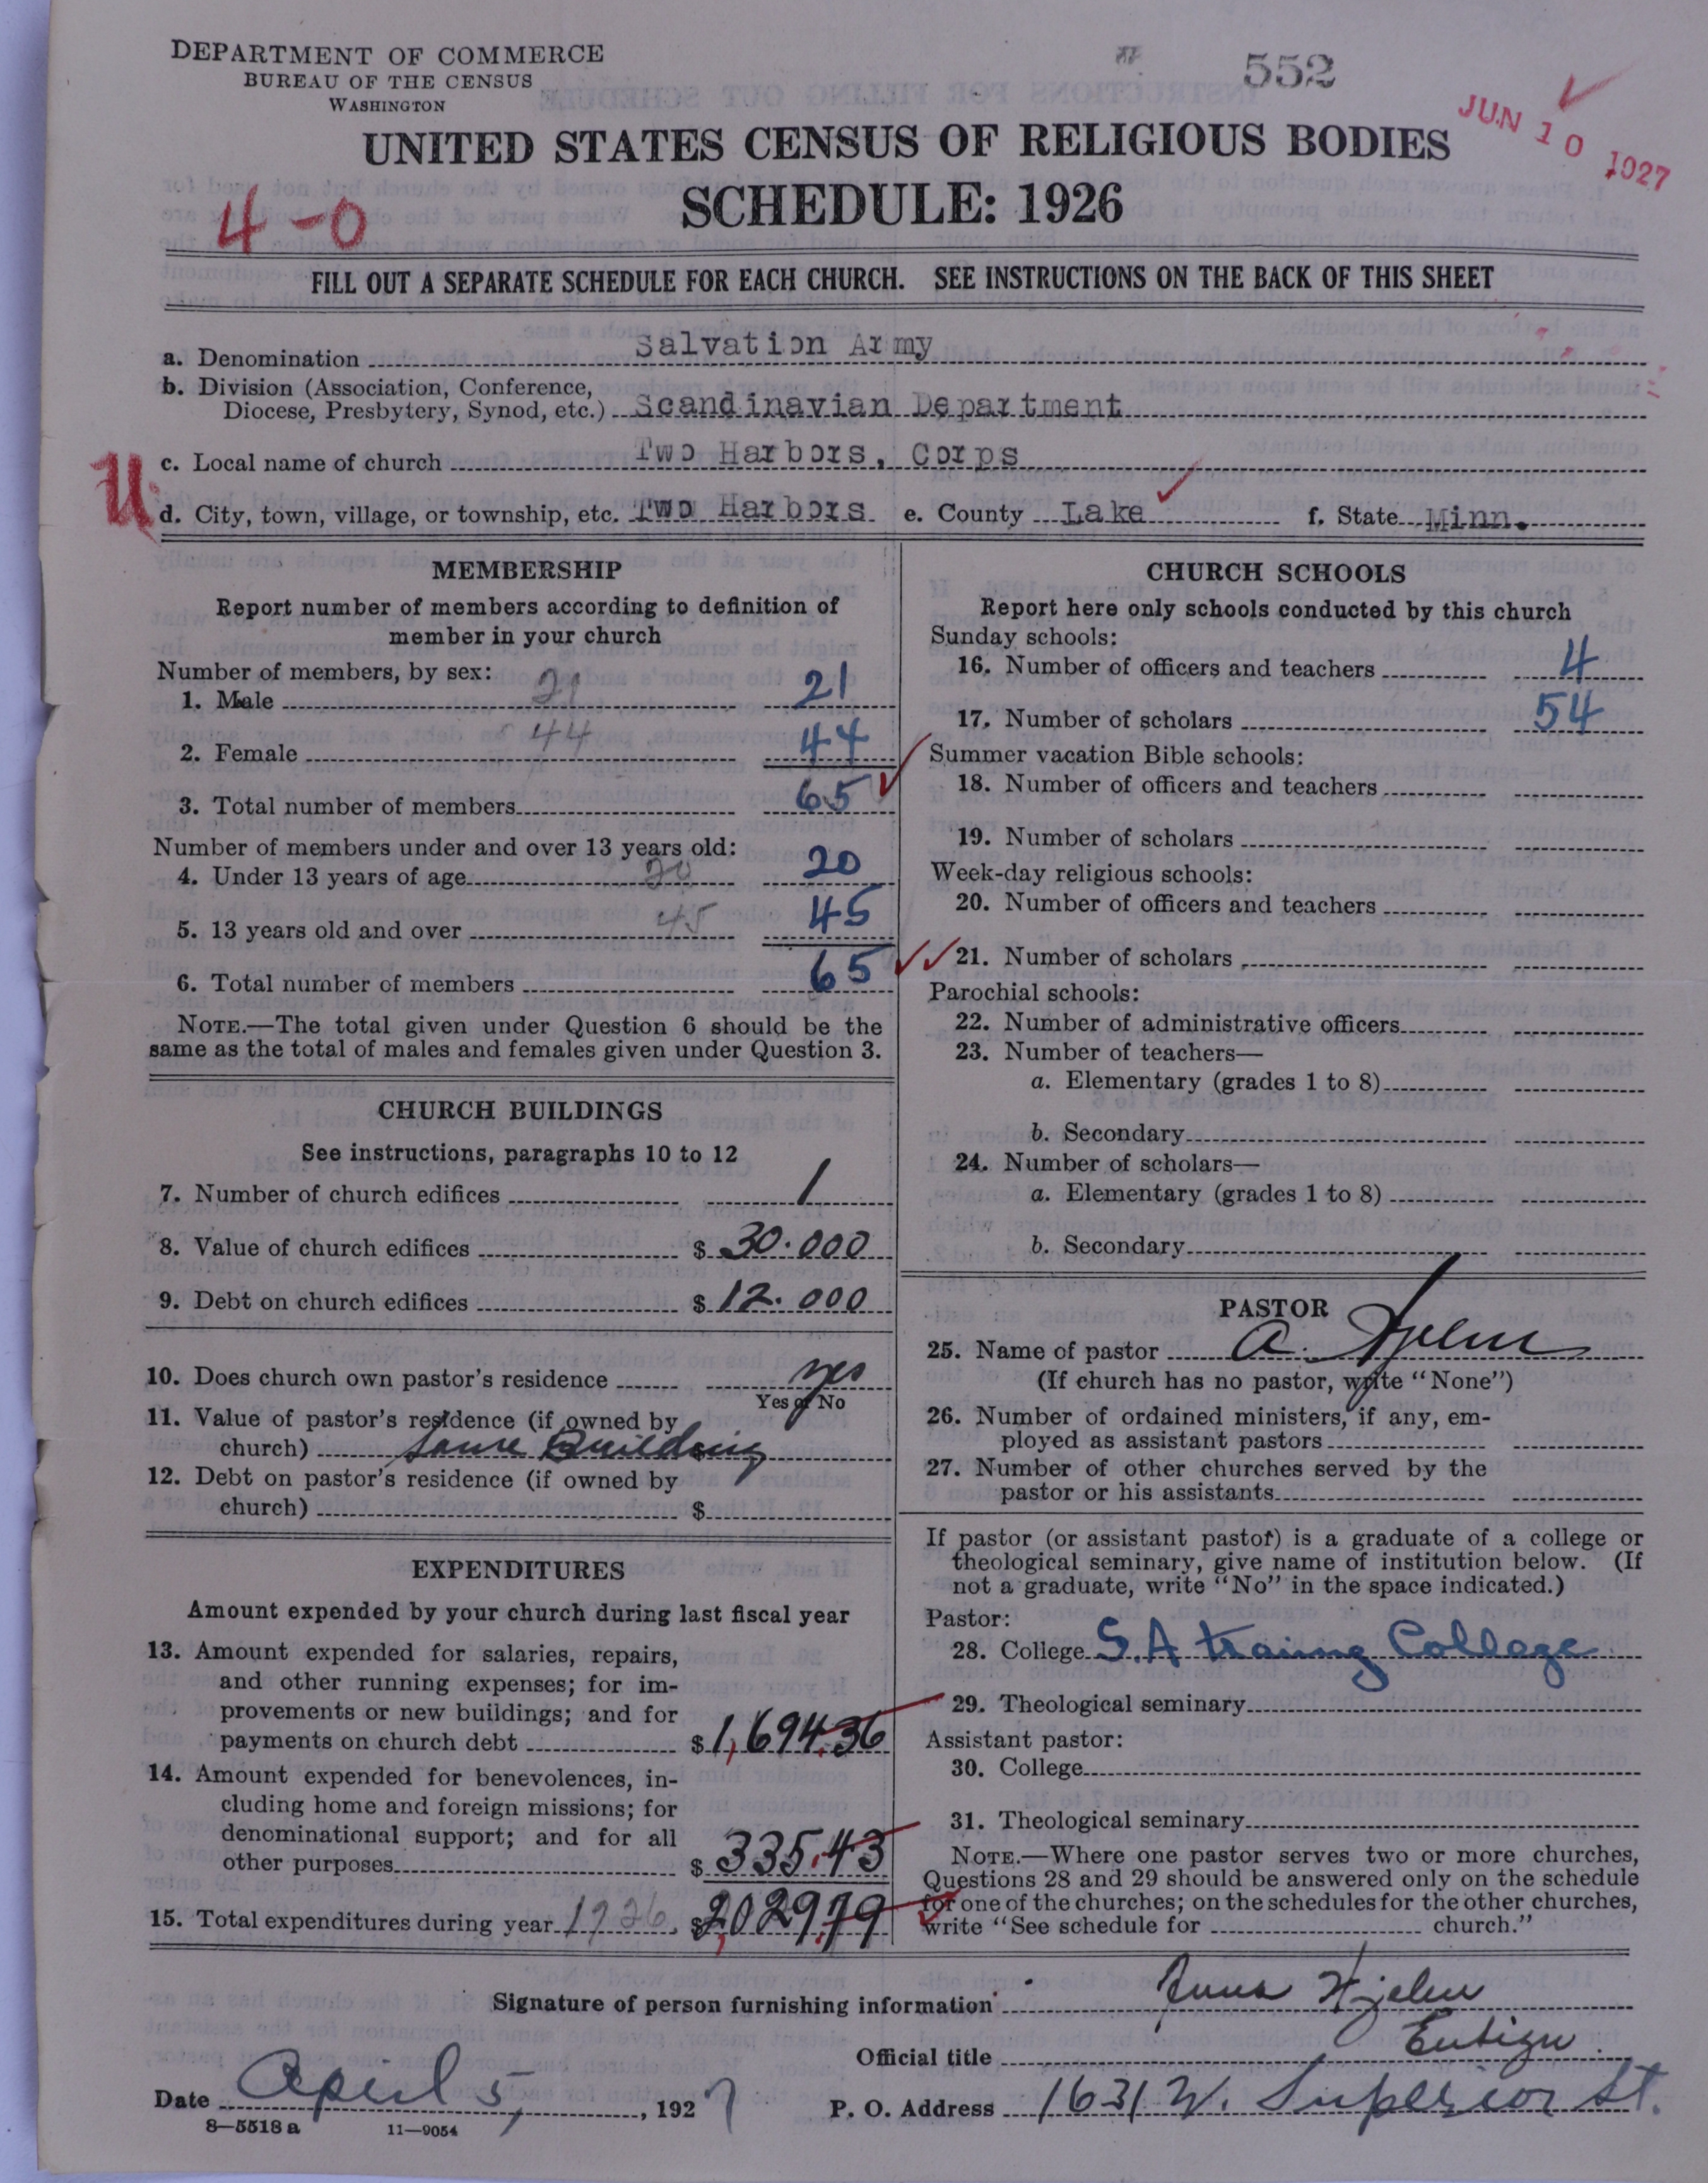 DEPARTMENT OF COMMERCE
BUREAU OF THE CENSUS
WASHINGTON
552
JUN 10 1927
UNITED STATES CENSUS OF RELIGIOUS BODIES
SCHEDULE: 1926
4-0
FILL OUT A SEPARATE SCHEDULE FOR EACH CHURCH. SEE INSTRUCTIONS ON THE BACK OF THIS SHEET
a. Denomination Salvation Army
b. Division (Association, Conference,
Diocese, Presbytery, Synod, etc.) Scandinavian Department
c. Local name of church Two Harbors, Corps
U
d. City, town, village, or township, etc. Two Harbors e. County Lake f. State Minn.
MEMBERSHIP
Report number of members according to definition of
member in your church
Number of members, by sex:
1. Male 21 21
2. Female 44 44
3. Total number of members 65
Number of members under and over 13 years old:
4. Under 13 years of age 20 20
5. 13 years old and over 45 45
6. Total number of members 65
NOTE.—The total given under Question 6 should be the
same as the total of males and females given under Question 3.
CHURCH BUILDINGS
See instructions, paragraphs 10 to 12
7. Number of church edifices 1
8. Value of church edifices $ 30.000
9. Debt on church edifices $ 12.000
10. Does church own pastor's residence yes
Yes or No
11. Value of pastor's residence (if owned by
church) Same Building $
12. Debt on pastor's residence (if owned by
church) $
EXPENDITURES
Amount expended by your church during last fiscal year
13. Amount expended for salaries, repairs,
and other running expenses; for im-
provements or new buildings; and for
payments on church debt $ 1,694.36
14. Amount expended for benevolences, in-
cluding home and foreign missions; for
denominational support; and for all
other purposes $ 335.43
15. Total expenditures during year 1926. $ 2,029.79
CHURCH SCHOOLS
Report here only schools conducted by this church
Sunday schools:
16. Number of officers and teachers 4
17. Number of scholars 54
Summer vacation Bible schools:
18. Number of officers and teachers
19. Number of scholars
Week-day religious schools:
20. Number of officers and teachers
21. Number of scholars
Parochial schools:
22. Number of administrative officers
23. Number of teachers—
a. Elementary (grades 1 to 8)
b. Secondary
24. Number of scholars—
a. Elementary (grades 1 to 8)
b. Secondary
PASTOR
25. Name of pastor A. Hjelm
(If church has no pastor, write "None")
26. Number of ordained ministers, if any, em-
ployed as assistant pastors
27. Number of other churches served by the
pastor or his assistants
If pastor (or assistant pastor) is a graduate of a college or
theological seminary, give name of institution below. (If
not a graduate, write "No" in the space indicated.)
Pastor:
28. College S.A traing College
29. Theological seminary
Assistant pastor:
30. College
31. Theological seminary
NOTE.—Where one pastor serves two or more churches,
Questions 28 and 29 should be answered only on the schedule
for one of the churches; on the schedules for the other churches,
write "See schedule for church."
Signature of person furnishing information Anna Hjelm
Official title Ensign
Date April 5, , 1927
P. O. Address 1631 W. Superior St.
8—5518 a 11—9054